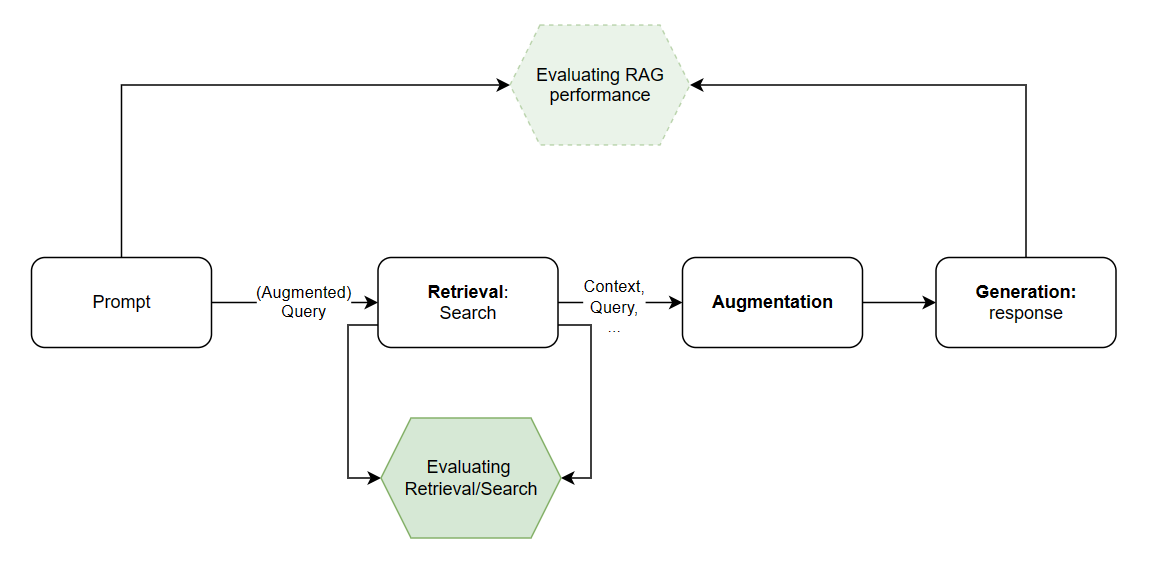 Evaluating RAG
performance
Prompt
(Augmented)
Query
Retrieval:
Search
Context,
Query,
...
Augmentation
Generation:
response
Evaluating
Retrieval/Search